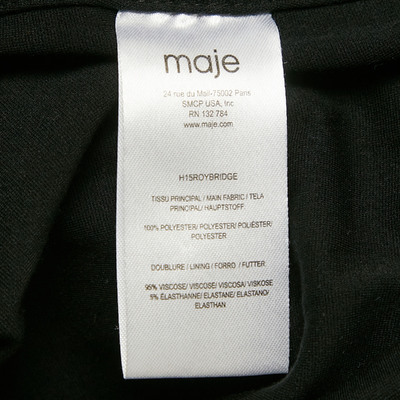 maje
24 rue du Mail-75002 Paris
SMCP USA, Inc
RN 132 784
www.maje.com
H15ROYBRIDGE
TISSU PRINCIPAL / MAIN FABRIC / TELA
PRINCIPAL/ HAUPTSTOFF
100% POLYESTER/ POLYESTER/ POLIÉSTER/
POLYESTER
DOUBLURE / LINING / FORRO / FUTTER
95% VISCOSE/ VISCOSE/ VISCOSA/ VISKOSE
5% ÉLASTHANNE/ ELASTANE/ ELASTANO/
ELASTHAN